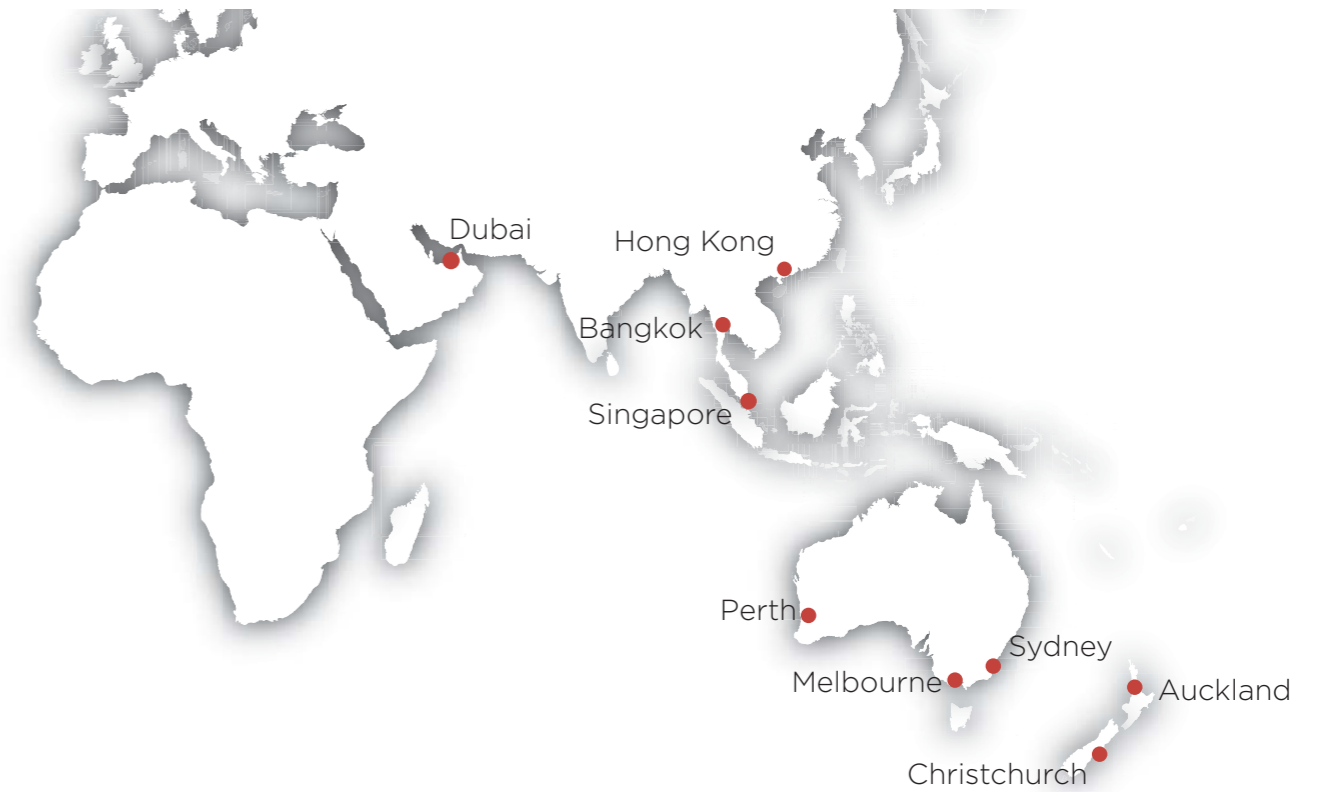 Dubai
Hong Kong
Bangkok
Singapore
Perth
Sydney
Melbourne
Auckland
Christchurch